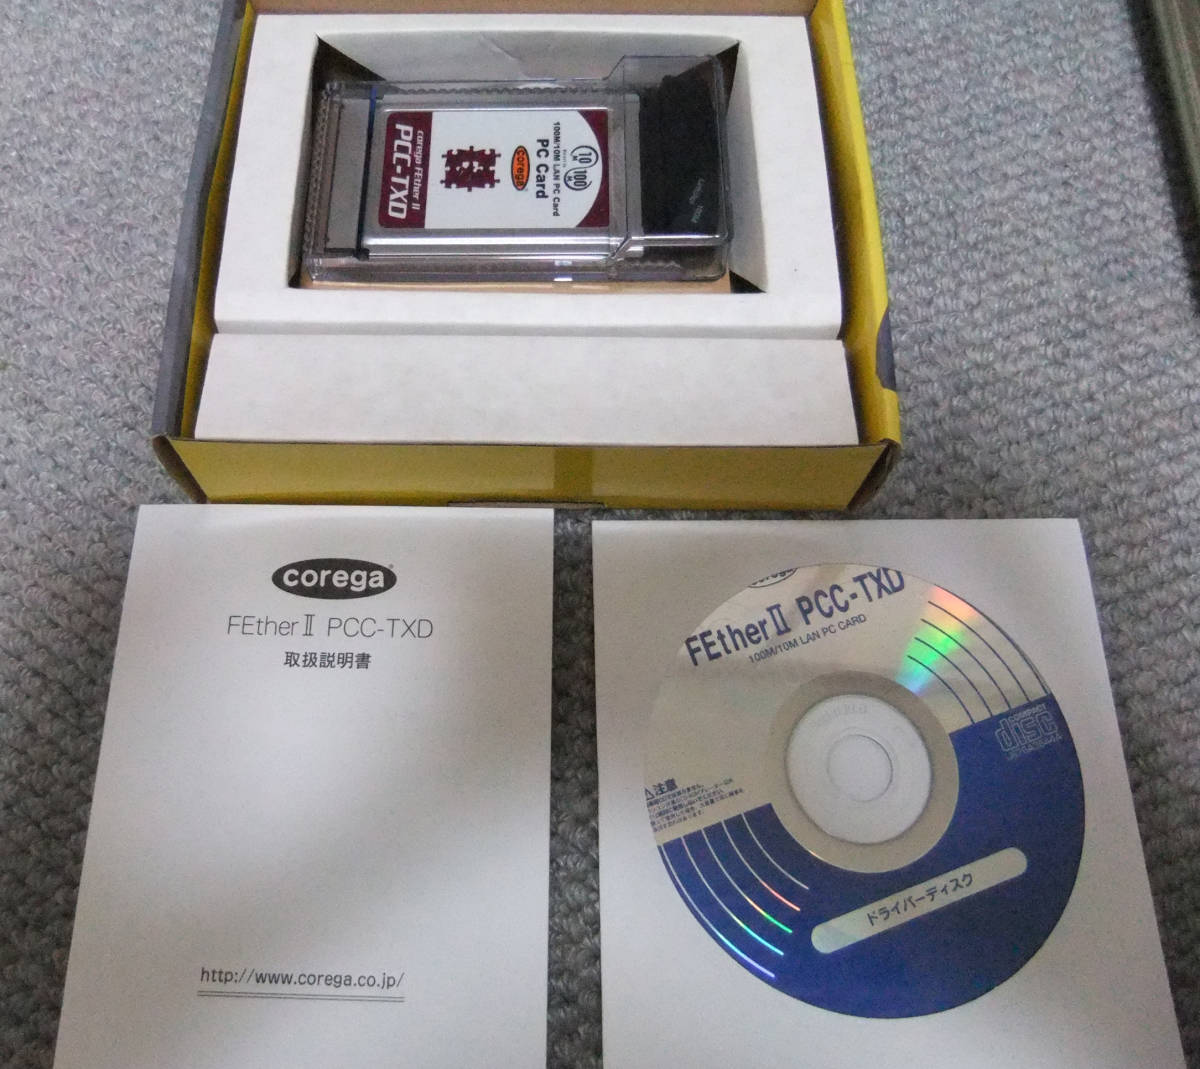 10
100
M
100M/10M LAN PC Card
PC Card
corega
corega FEther II
PCC-TXD
corega
FEther II PCC-TXD
取扱説明書
http://www.corega.co.jp/
FEther II PCC-TXD
100M/10M LAN PC CARD
COMPACT
disc
⚠注意
ドライバーディスク